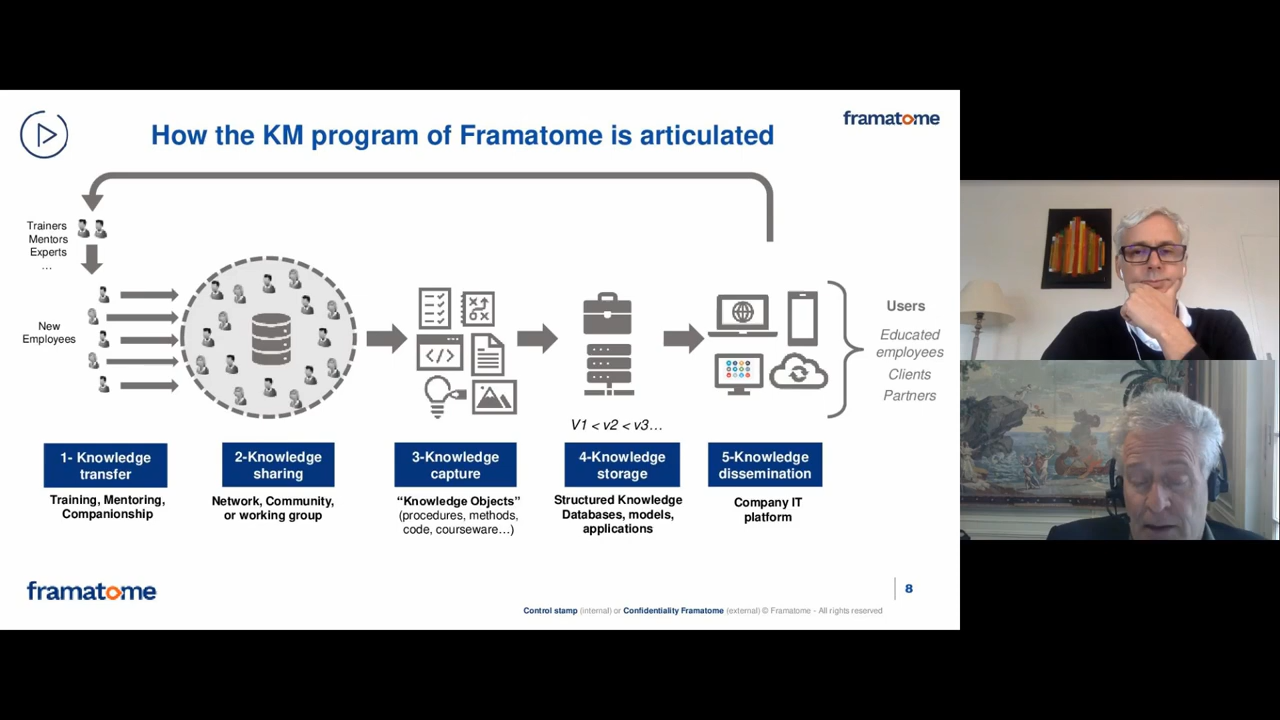 How the KM program of Framatome is articulated
framatome
Trainers
Mentors
Experts
…
New
Employees
V1 < v2 < v3…
Users
Educated
employees
Clients
Partners
1- Knowledge
transfer
Training, Mentoring,
Companionship
2-Knowledge
sharing
Network, Community,
or working group
3-Knowledge
capture
“Knowledge Objects”
(procedures, methods,
code, courseware…)
4-Knowledge
storage
Structured Knowledge
Databases, models,
applications
5-Knowledge
dissemination
Company IT
platform
framatome
8
Control stamp (internal) or Confidentiality Framatome (external) © Framatome - All rights reserved